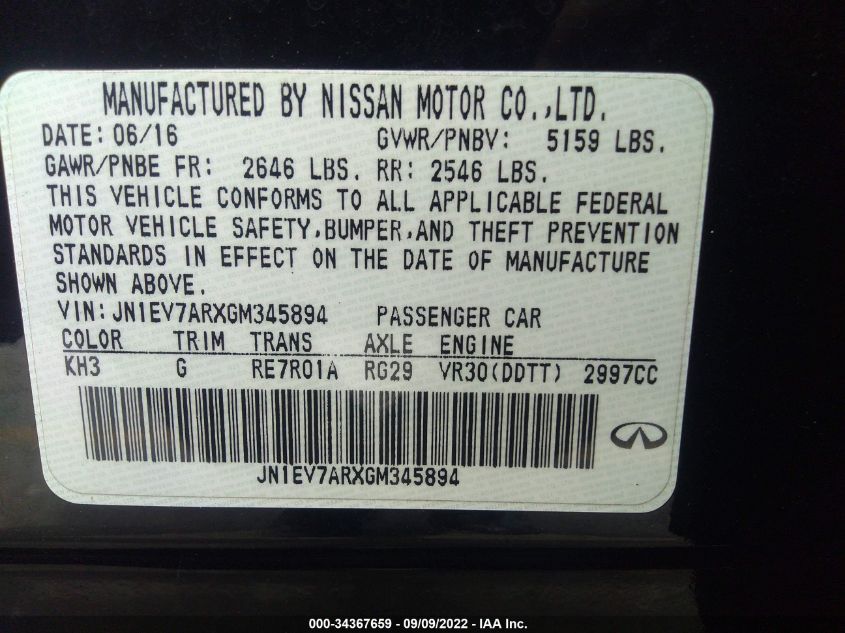 MANUFACTURED BY NISSAN MOTOR CO.,LTD.
DATE: 06/16 GVWR/PNBV: 5159 LBS.
GAWR/PNBE FR: 2646 LBS. RR: 2546 LBS.
THIS VEHICLE CONFORMS TO ALL APPLICABLE FEDERAL
MOTOR VEHICLE SAFETY,BUMPER,AND THEFT PREVENTION
STANDARDS IN EFFECT ON THE DATE OF MANUFACTURE
SHOWN ABOVE.
VIN: JN1EV7ARXGM345894 PASSENGER CAR
COLOR TRIM TRANS AXLE ENGINE
KH3 G RE7R01A RG29 VR30(DDTT) 2997CC
JN1EV7ARXGM345894
000-34367659 - 09/09/2022 - IAA Inc.